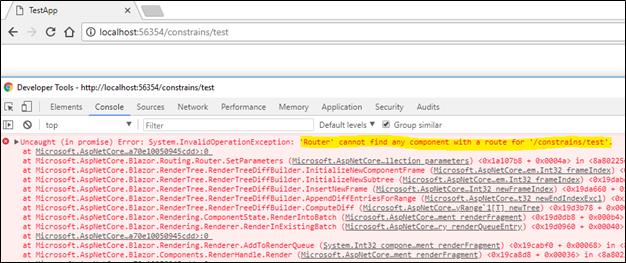 TestApp
localhost:56354/constrains/test
Developer Tools - http://localhost:56354/constrains/test
Elements Console Sources Network Performance Memory Application Security Audits
top Filter Default levels Group similar
Uncaught (in promise) Error: System.InvalidOperationException: 'Router' cannot find any component with a route for '/constrains/test'.
at Microsoft.AspNetC…a70e10050945cdd>:0
at Microsoft.AspNetCore.Blazor.Routing.Router.SetParameters (Microsoft.AspNetCore…llection parameters) <0x1a107b8 + 0x0004a> in <8a80225
at Microsoft.AspNetCore.Blazor.RenderTree.RenderTreeDiffBuilder.InitializeNewComponentFrame (Microsoft.AspNetCore…em.Int32 frameIndex)
at Microsoft.AspNetCore.Blazor.RenderTree.RenderTreeDiffBuilder.InitializeNewSubtree (Microsoft.AspNetCore…em.Int32 frameIndex) <0x19dab
at Microsoft.AspNetCore.Blazor.RenderTree.RenderTreeDiffBuilder.InsertNewFrame (Microsoft.AspNetCore…Int32 newFrameIndex) <0x19da660 + 0
at Microsoft.AspNetCore.Blazor.RenderTree.RenderTreeDiffBuilder.AppendDiffEntriesForRange (Microsoft.AspNetCore…t32 newEndIndexExcl) <0x1
at Microsoft.AspNetCore.Blazor.RenderTree.RenderTreeDiffBuilder.ComputeDiff (Microsoft.AspNetCore…yRange`1[T] newTree) <0x19d3b78 +
at Microsoft.AspNetCore.Blazor.Rendering.ComponentState.RenderIntoBatch (Microsoft.AspNetCore…ment renderFragment) <0x19d0db8 + 0x000b4>
at Microsoft.AspNetCore.Blazor.Rendering.Renderer.RenderInExistingBatch (Microsoft.AspNetCore…ry renderQueueEntry) <0x19d0960 + 0x00040>
at Microsoft.AspNetC…a70e10050945cdd>:0
at Microsoft.AspNetCore.Blazor.Rendering.Renderer.AddToRenderQueue (System.Int32 compone…ment renderFragment) <0x19cabf0 + 0x00068> in <8
at Microsoft.AspNetCore.Blazor.Components.RenderHandle.Render (Microsoft.AspNetCore…ment renderFragment) <0x19ca8d8 + 0x00036> in <8a802